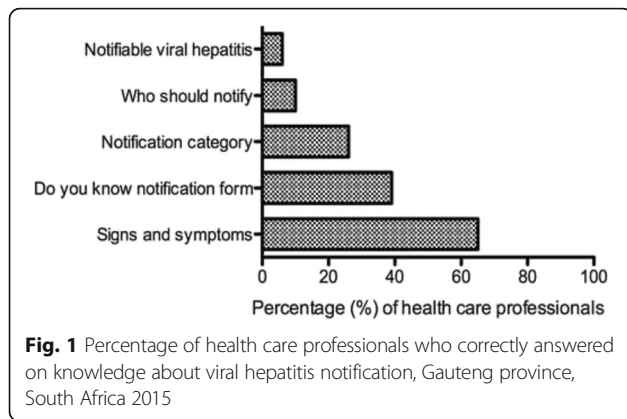 Notifiable viral hepatitis
Who should notify
Notification category
Do you know notification form
Signs and symptoms
0 20 40 60 80 100
Percentage (%) of health care professionals
Fig. 1 Percentage of health care professionals who correctly answered
on knowledge about viral hepatitis notification, Gauteng province,
South Africa 2015